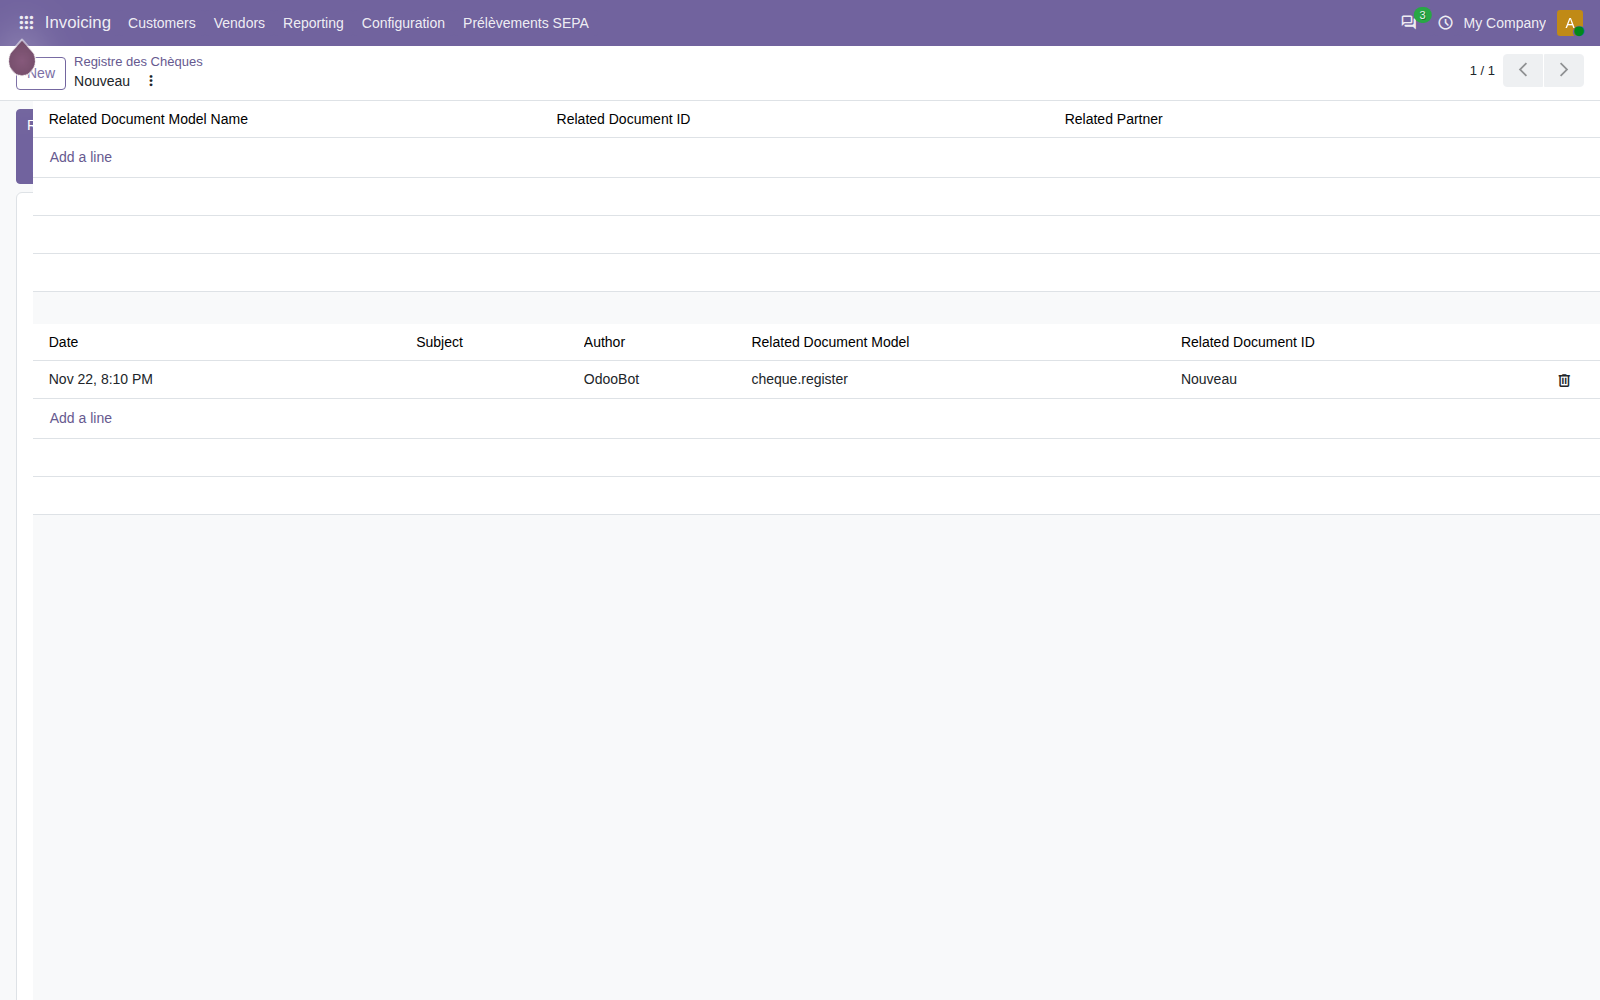 Invoicing Customers Vendors Reporting Configuration Prélèvements SEPA 3 My Company A
New Registre des Chèques
Nouveau 1 / 1
Related Document Model Name Related Document ID Related Partner
Add a line
Date Subject Author Related Document Model Related Document ID
Nov 22, 8:10 PM OdooBot cheque.register Nouveau
Add a line